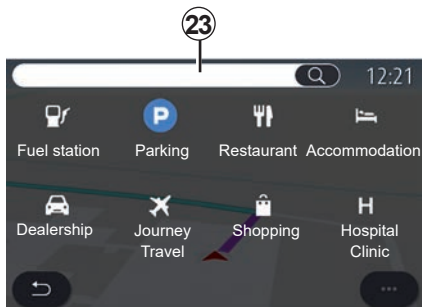 23
12:21
P
Fuel station Parking Restaurant Accommodation
H
Dealership Journey Travel Shopping Hospital Clinic